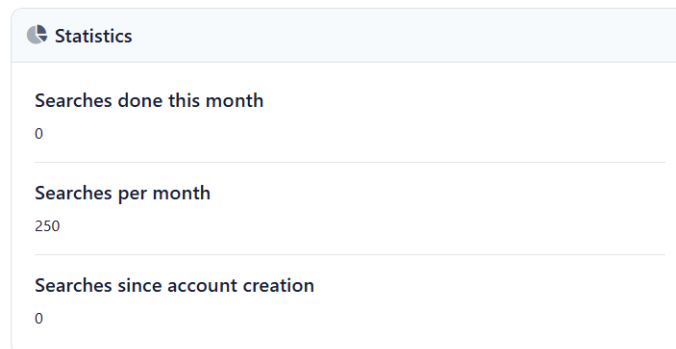 Statistics
Searches done this month
0
Searches per month
250
Searches since account creation
0